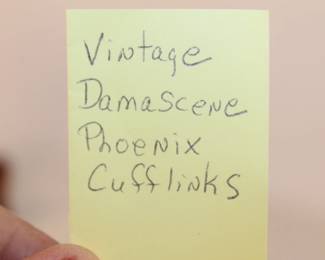 Vintage
Damascene
Phoenix
Cufflinks